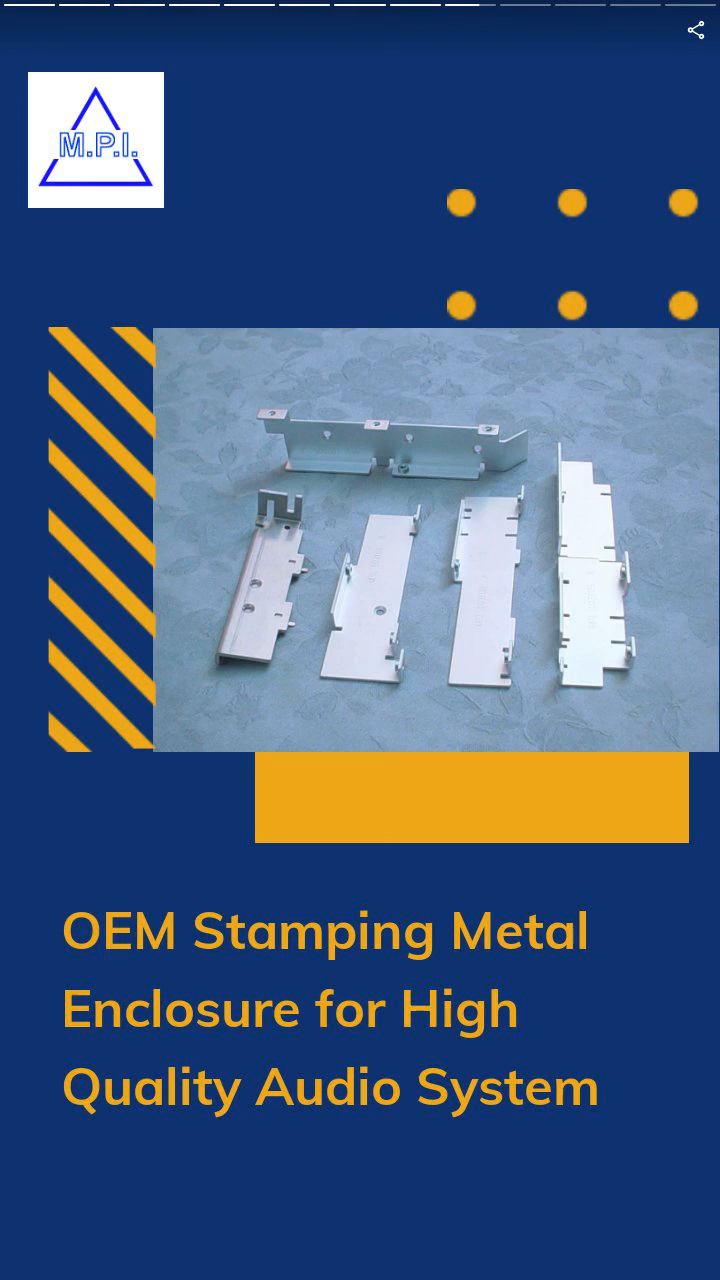 M.P.I.
OEM Stamping Metal
Enclosure for High
Quality Audio System